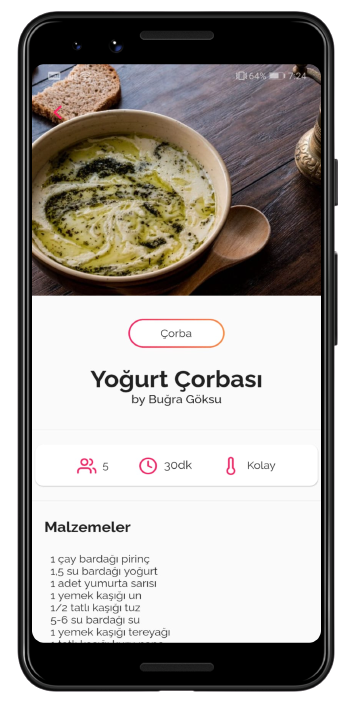 64% 7:24
Çorba
Yoğurt Çorbası
by Buğra Göksu
5 30dk Kolay
Malzemeler
1 çay bardağı pirinç
1,5 su bardağı yoğurt
1 adet yumurta sarısı
1 yemek kaşığı un
1/2 tatlı kaşığı tuz
5-6 su bardağı su
1 yemek kaşığı tereyağı